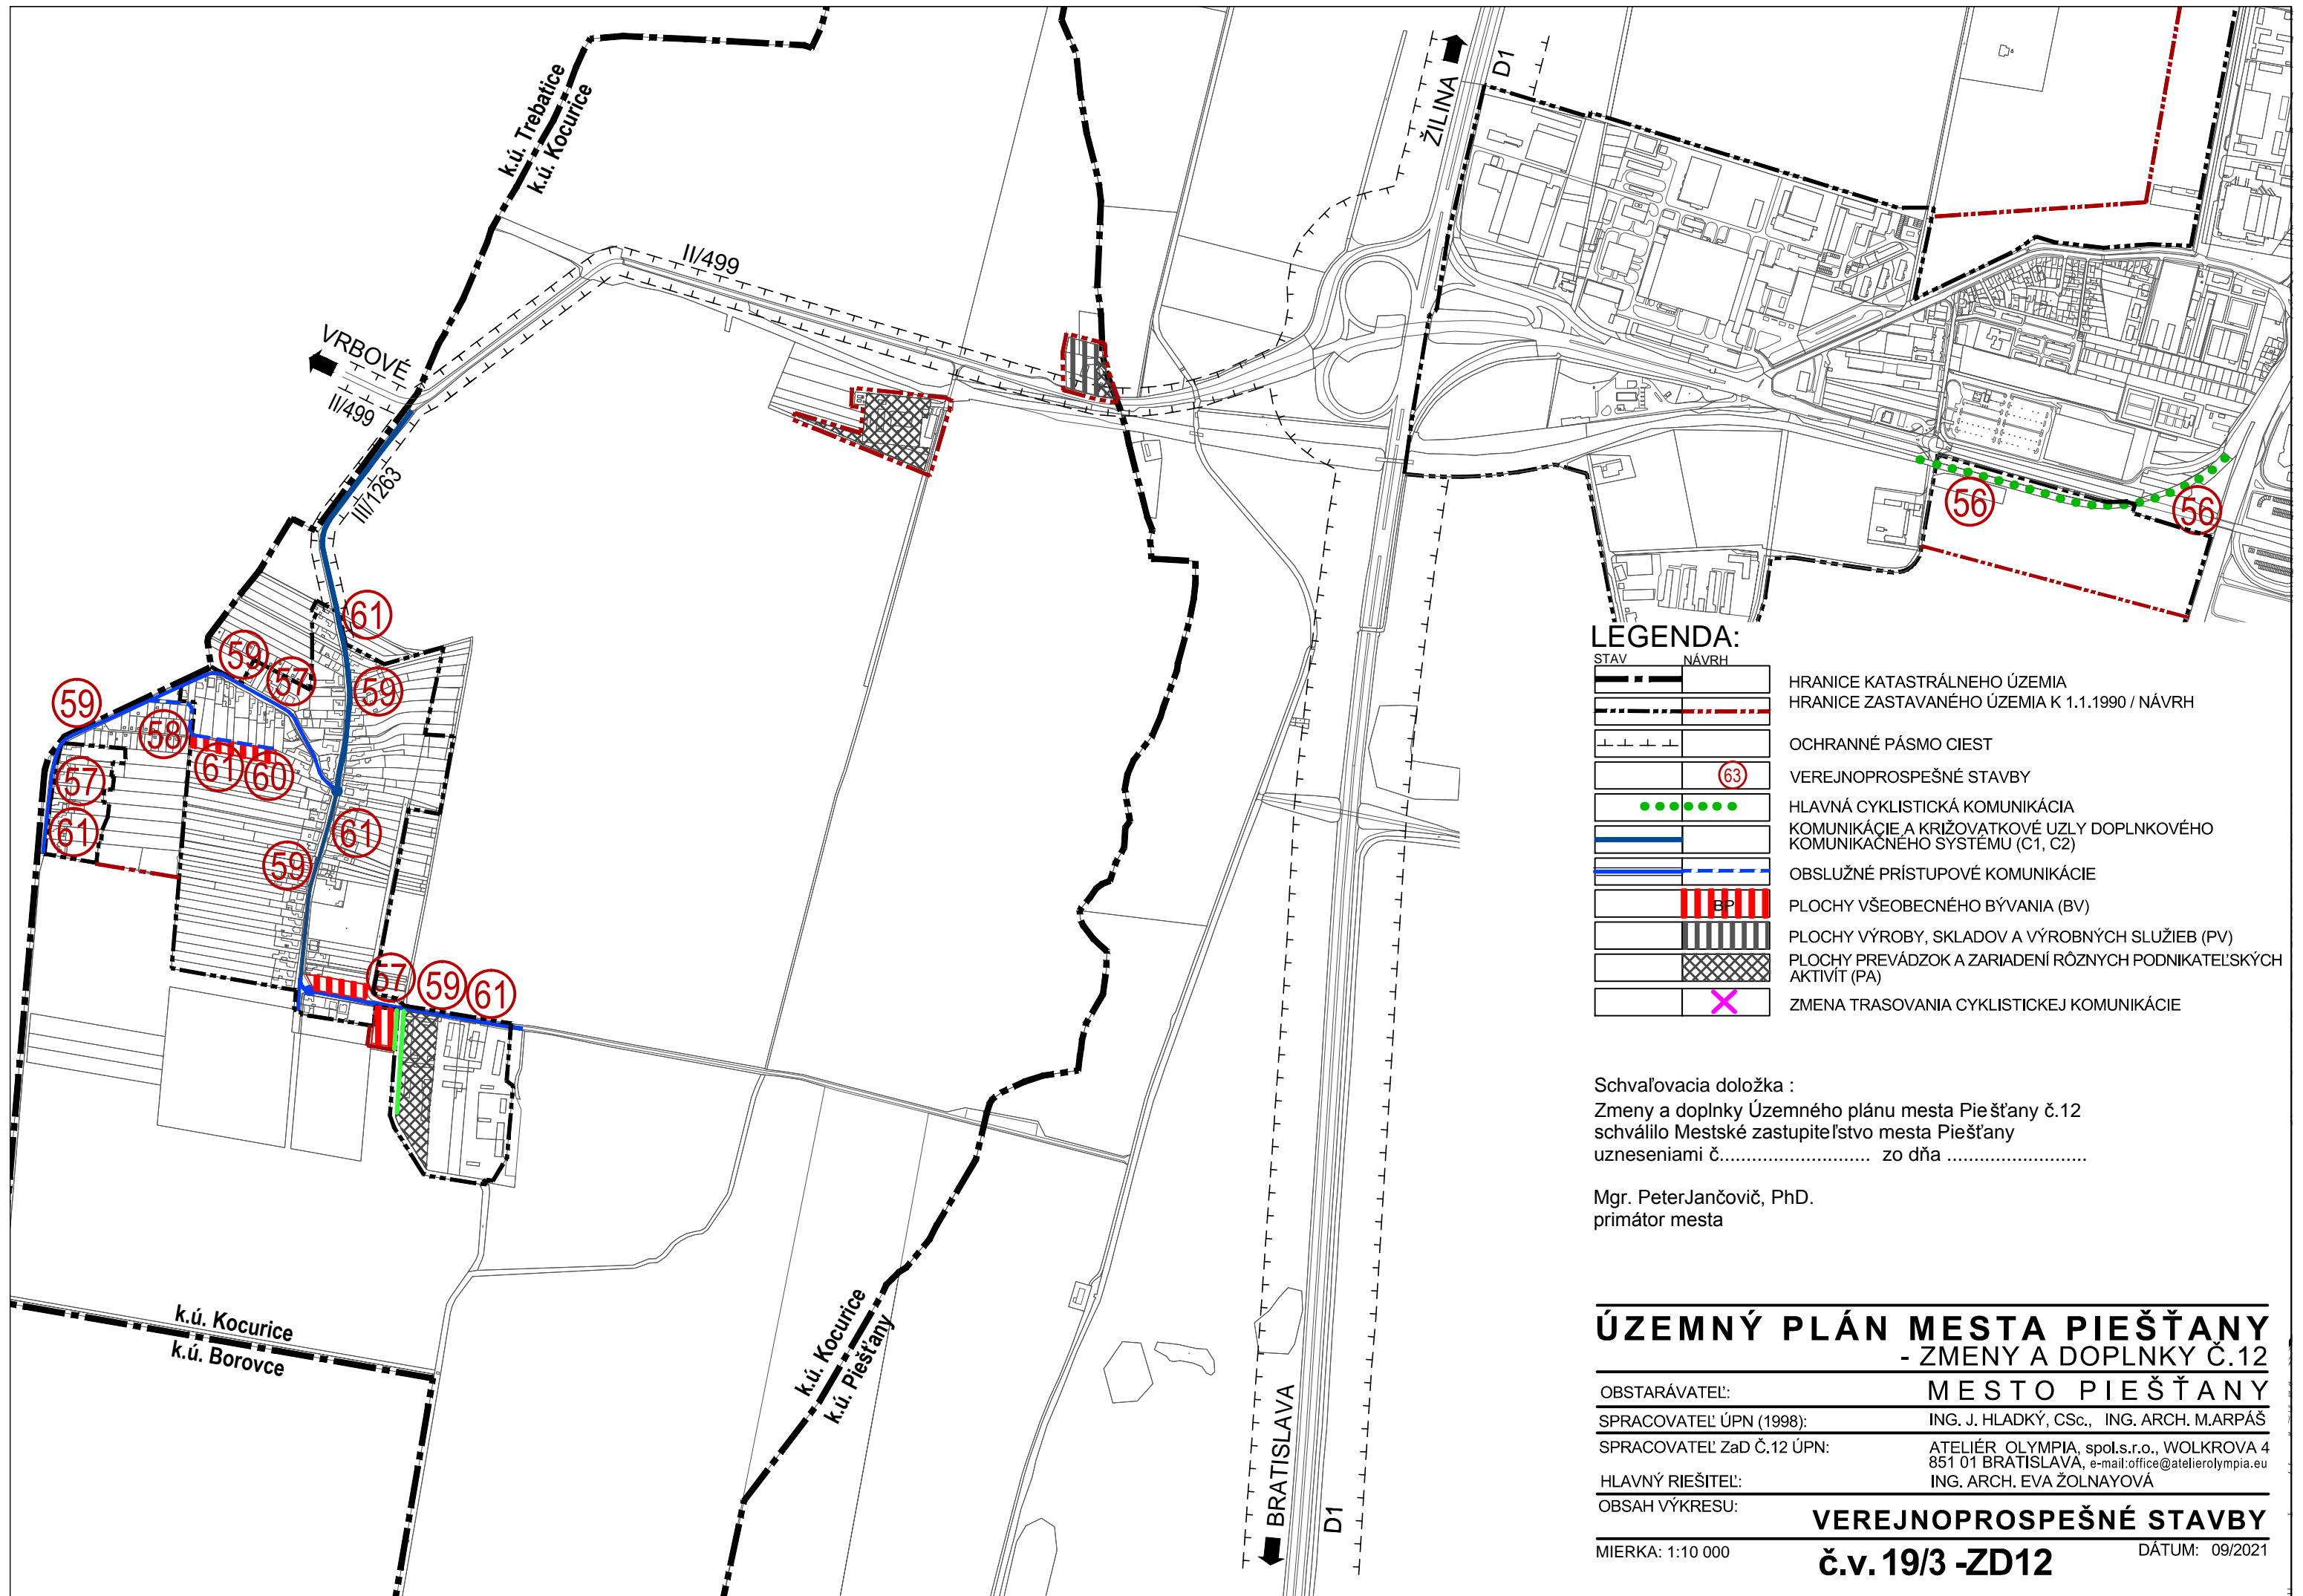 k.ú. Trebatice
k.ú. Kocurice
VRBOVÉ
II/499
II/499
III/1263
ŽILINA
D1
56
56
61
59
57
59
59
58
61
60
57
61
61
59
57
59
61
k.ú. Kocurice
k.ú. Borovce
k.ú. Kocurice
k.ú. Piešťany
BRATISLAVA
D1
LEGENDA:
STAV NÁVRH
HRANICE KATASTRÁLNEHO ÚZEMIA
HRANICE ZASTAVANÉHO ÚZEMIA K 1.1.1990 / NÁVRH
OCHRANNÉ PÁSMO CIEST
63 VEREJNOPROSPEŠNÉ STAVBY
HLAVNÁ CYKLISTICKÁ KOMUNIKÁCIA
KOMUNIKÁCIE A KRIŽOVATKOVÉ UZLY DOPLNKOVÉHO
KOMUNIKAČNÉHO SYSTÉMU (C1, C2)
OBSLUŽNÉ PRÍSTUPOVÉ KOMUNIKÁCIE
BP PLOCHY VŠEOBECNÉHO BÝVANIA (BV)
PLOCHY VÝROBY, SKLADOV A VÝROBNÝCH SLUŽIEB (PV)
PLOCHY PREVÁDZOK A ZARIADENÍ RÔZNYCH PODNIKATEĽSKÝCH
AKTIVÍT (PA)
ZMENA TRASOVANIA CYKLISTICKEJ KOMUNIKÁCIE
Schvaľovacia doložka :
Zmeny a doplnky Územného plánu mesta Piešťany č.12
schválilo Mestské zastupiteľstvo mesta Piešťany
uzneseniami č............................ zo dňa ..........................
Mgr. PeterJančovič, PhD.
primátor mesta
ÚZEMNÝ PLÁN MESTA PIEŠŤANY
- ZMENY A DOPLNKY Č.12
OBSTARÁVATEĽ: MESTO PIEŠŤANY
SPRACOVATEĽ ÚPN (1998): ING. J. HLADKÝ, CSc., ING. ARCH. M.ARPÁŠ
SPRACOVATEĽ ZaD Č.12 ÚPN: ATELIÉR OLYMPIA, spol.s.r.o., WOLKROVA 4
851 01 BRATISLAVA, e-mail:office@atelierolympia.eu
HLAVNÝ RIEŠITEĽ: ING. ARCH. EVA ŽOLNAYOVÁ
OBSAH VÝKRESU: VEREJNOPROSPEŠNÉ STAVBY
MIERKA: 1:10 000 č.v. 19/3 -ZD12 DÁTUM: 09/2021